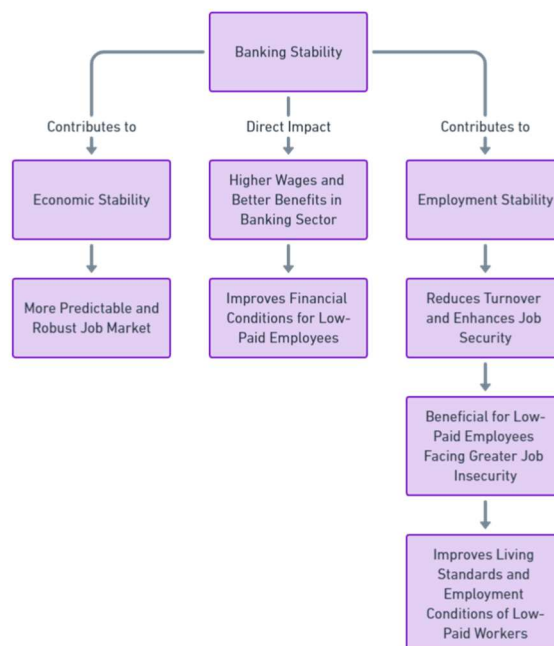 Banking Stability
Contributes to
Direct Impact
Contributes to
Economic Stability
Higher Wages and
Better Benefits in
Banking Sector
Employment Stability
More Predictable and
Robust Job Market
Improves Financial
Conditions for Low-
Paid Employees
Reduces Turnover
and Enhances Job
Security
Beneficial for Low-
Paid Employees
Facing Greater Job
Insecurity
Improves Living
Standards and
Employment
Conditions of Low-
Paid Workers